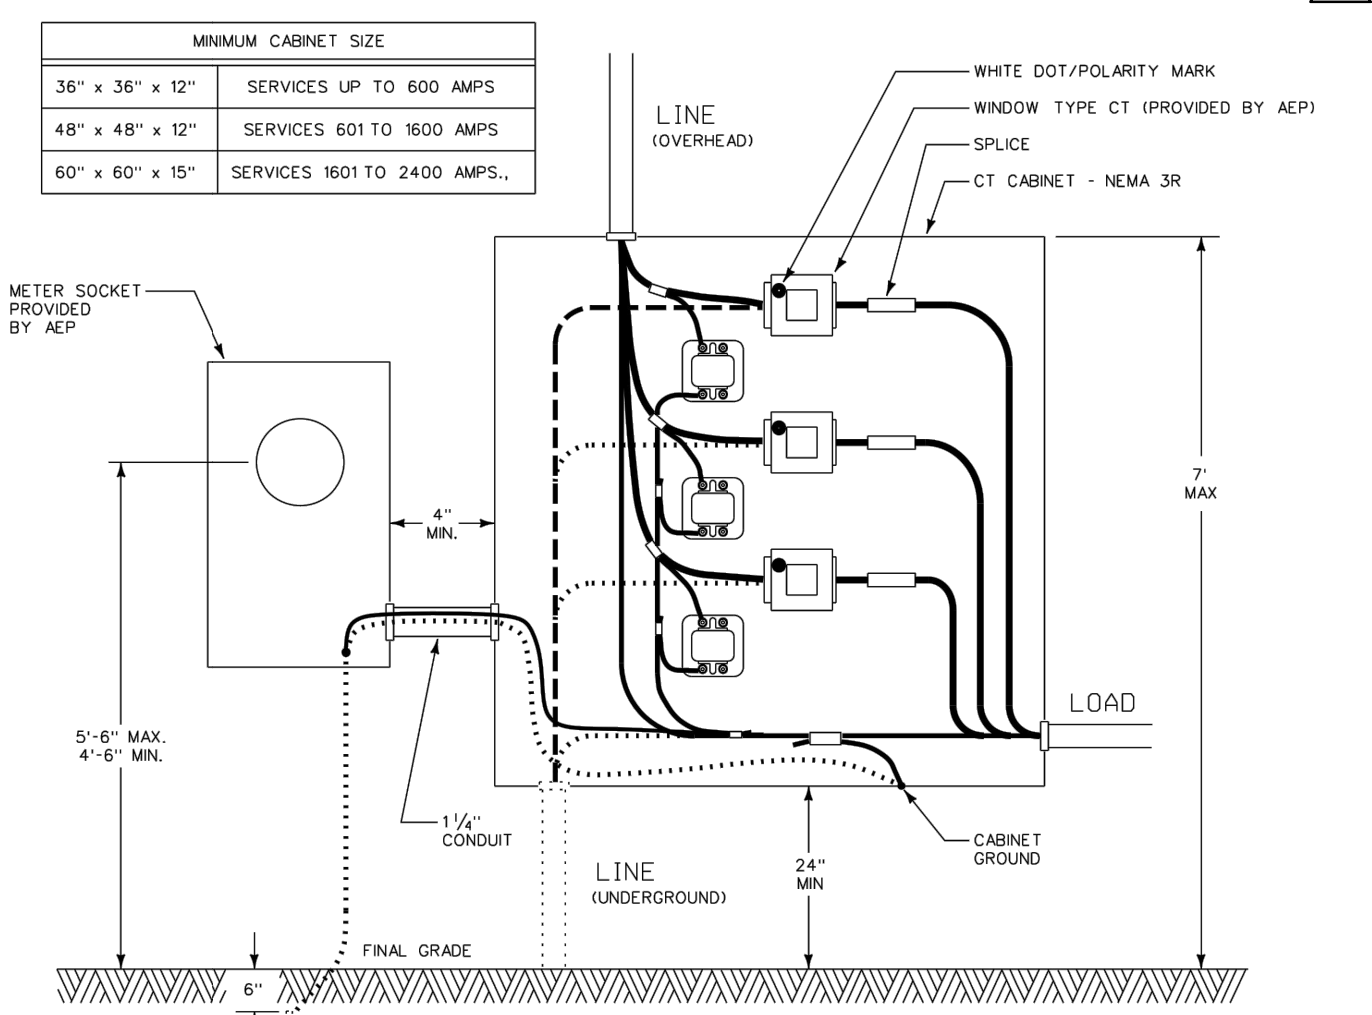 MINIMUM CABINET SIZE
36" x 36" x 12" SERVICES UP TO 600 AMPS
48" x 48" x 12" SERVICES 601 TO 1600 AMPS
60" x 60" x 15" SERVICES 1601 TO 2400 AMPS.,
LINE
(OVERHEAD)
WHITE DOT/POLARITY MARK
WINDOW TYPE CT (PROVIDED BY AEP)
SPLICE
CT CABINET - NEMA 3R
METER SOCKET
PROVIDED
BY AEP
4"
MIN.
7'
MAX
5'-6" MAX.
4'-6" MIN.
LOAD
1 1/4"
CONDUIT
CABINET
GROUND
24"
MIN
LINE
(UNDERGROUND)
FINAL GRADE
6"